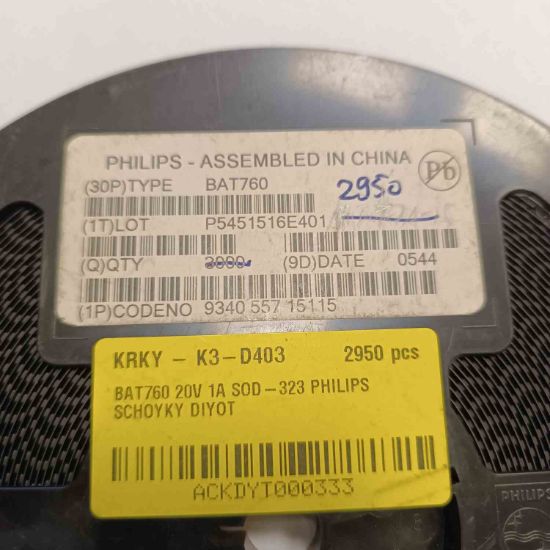 PHILIPS - ASSEMBLED IN CHINA
(30P)TYPE BAT760
2950
Pb
(1T)LOT P5451516E401
(Q)QTY 3000 (9D)DATE 0544
(1P)CODENO 9340 557 15115
KRKY - K3-D403 2950 pcs
BAT760 20V 1A SOD-323 PHILIPS
SCHOYKY DIYOT
ACKDYT000333
PHILIPS